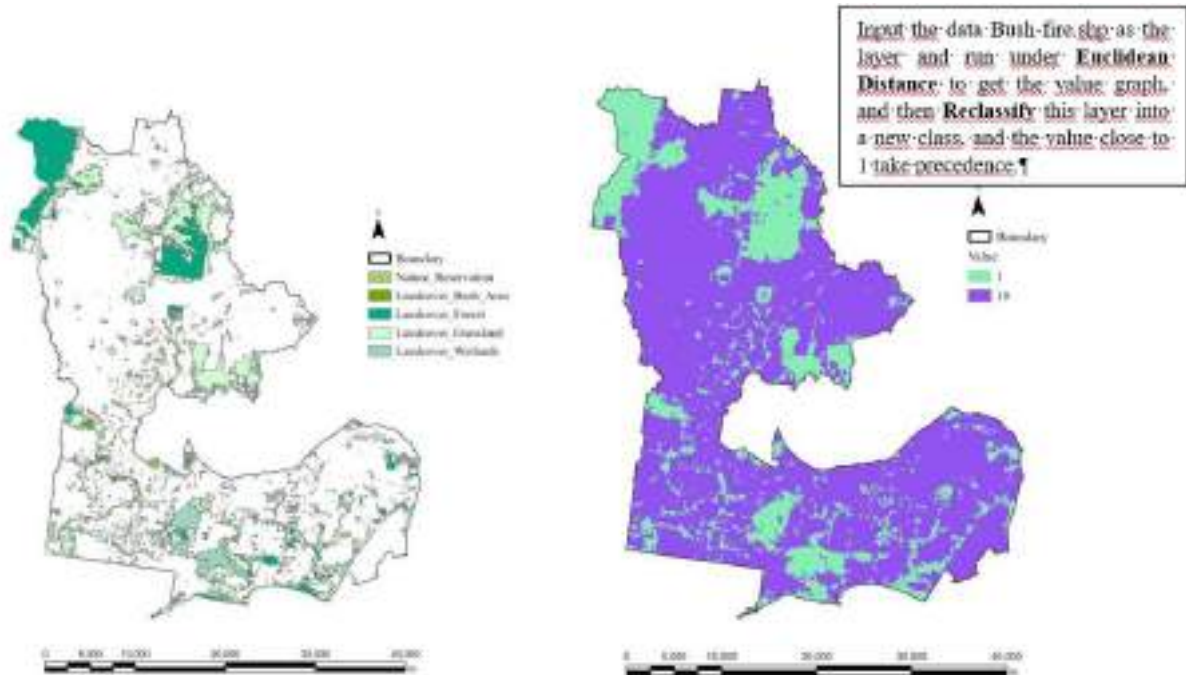 Input the data Bush-fire.shp as the
layer and run under Euclidean
Distance to get the value graph,
and then Reclassify this layer into
a new class, and the value close to
1 take precedence.¶
Boundary
Nature_Reservation
Landcover_Bush_Area
Landcover_Forest
Landcover_Grassland
Landcover_Wetlands
Boundary
Value
1
10
0 5,000 10,000 20,000 30,000 40,000
0 5,000 10,000 20,000 30,000 40,000